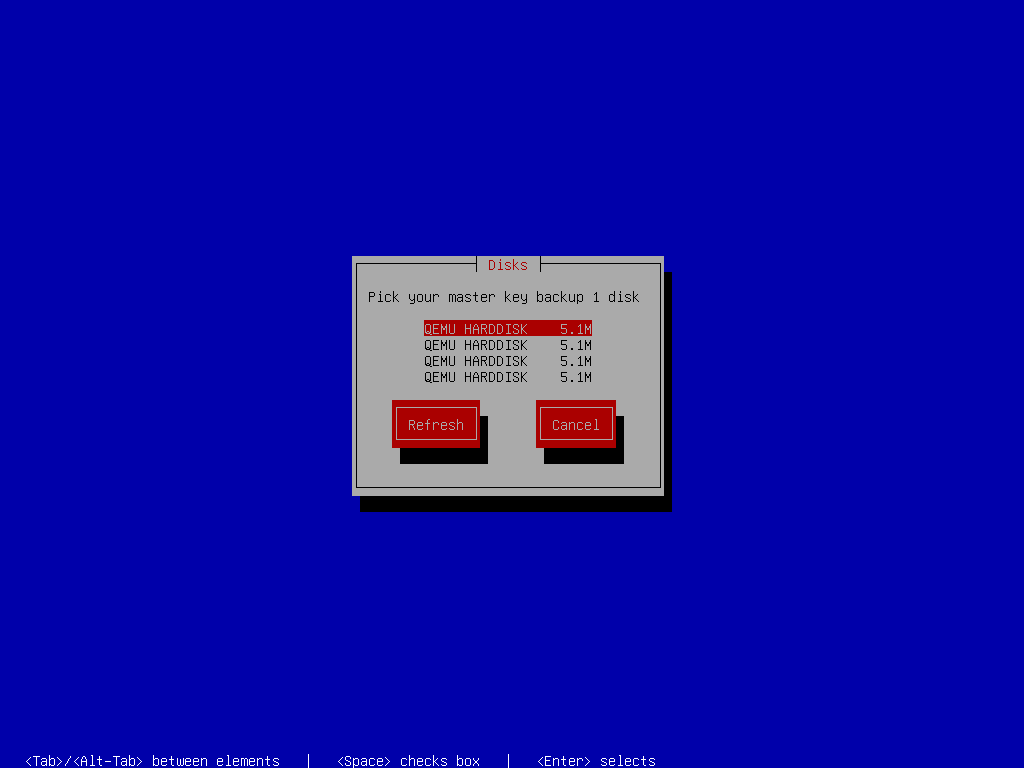 Disks
Pick your master key backup 1 disk
QEMU HARDDISK    5.1M
QEMU HARDDISK    5.1M
QEMU HARDDISK    5.1M
QEMU HARDDISK    5.1M
Refresh Cancel
<Tab>/<Alt-Tab> between elements | <Space> checks box | <Enter> selects